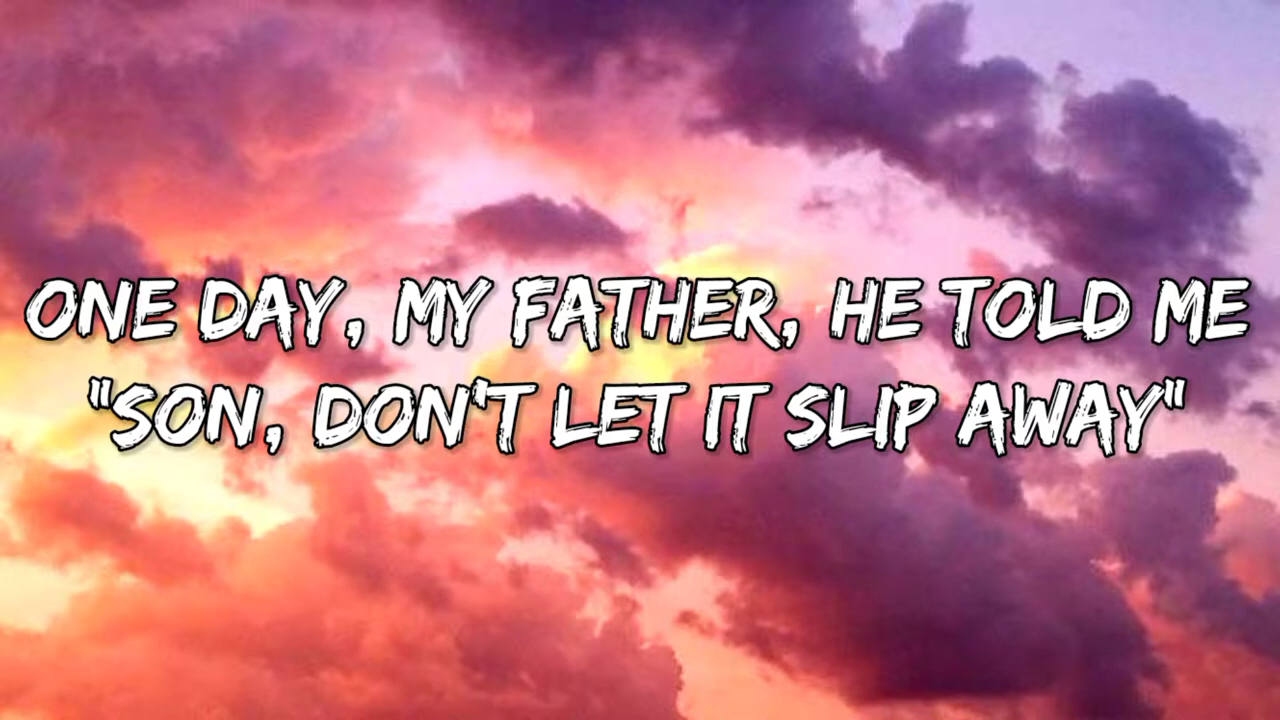 ONE DAY, MY FATHER, HE TOLD ME
"SON, DON'T LET IT SLIP AWAY"